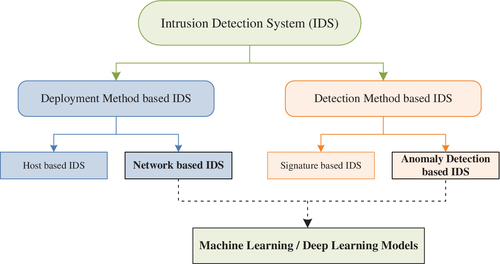 Intrusion Detection System (IDS)
Deployment Method based IDS
Detection Method based IDS
Host based IDS
Network based IDS
Signature based IDS
Anomaly Detection
based IDS
Machine Learning / Deep Learning Models